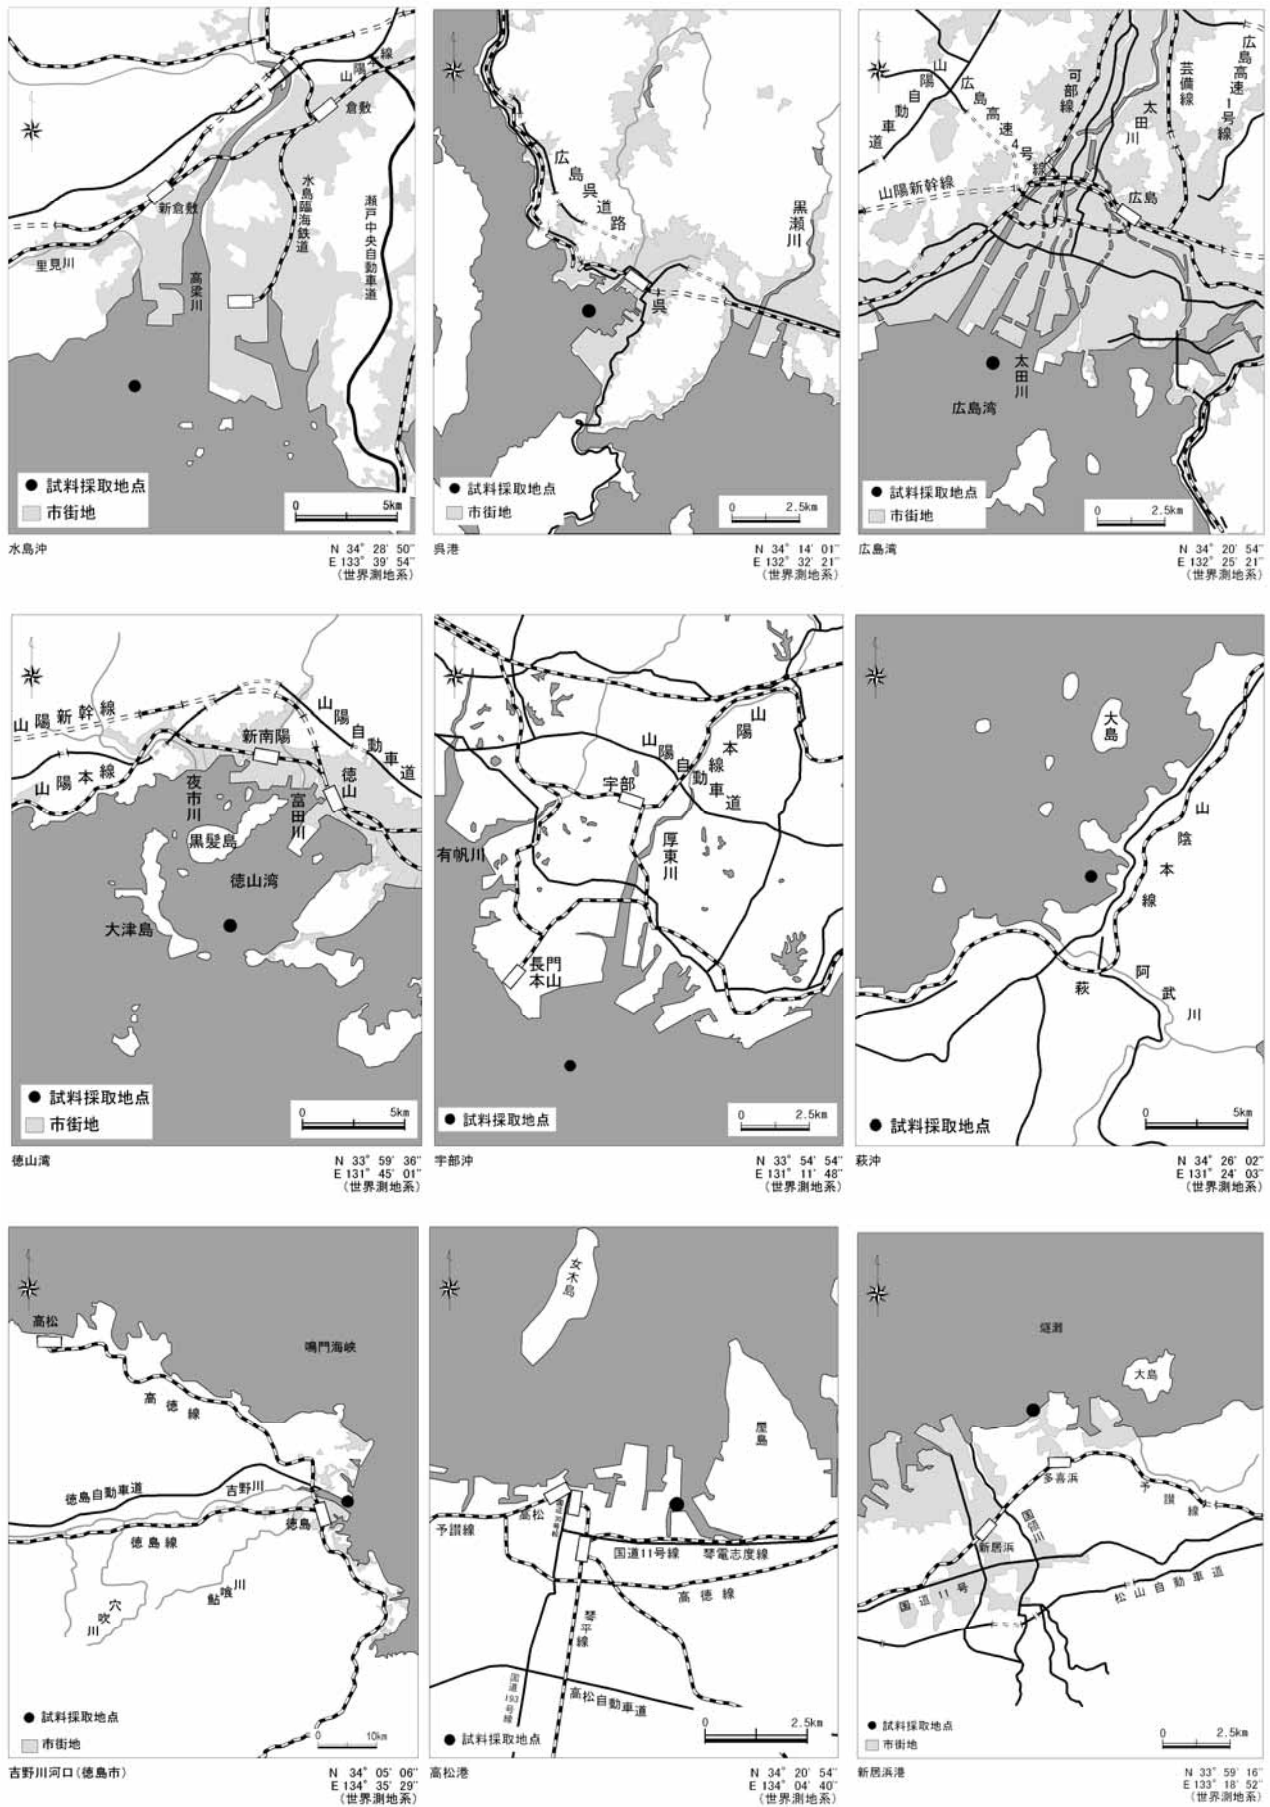 山陽本線
倉敷
新倉敷
水島臨海鉄道
瀬戸中央自動車道
里見川
高梁川
試料採取地点
市街地
0 5km
水島沖
N 34° 28′ 50″
E 133° 39′ 54″
(世界測地系)
広島呉道路
黒瀬川
呉
試料採取地点
市街地
0 2.5km
呉港
N 34° 14′ 01″
E 132° 32′ 21″
(世界測地系)
山陽自動車道
広島高速4号線
可部線
太田川
芸備線
広島高速1号線
山陽新幹線
広島
太田川
広島湾
試料採取地点
市街地
0 2.5km
広島湾
N 34° 20′ 54″
E 132° 25′ 21″
(世界測地系)
山陽新幹線
山陽自動車道
新南陽
山陽本線
夜市川
富田川
徳山
黒髪島
徳山湾
大津島
試料採取地点
市街地
0 5km
徳山湾
N 33° 59′ 36″
E 131° 45′ 01″
(世界測地系)
山陽本線
山陽自動車道
宇部
有帆川
厚東川
長門本山
試料採取地点
0 2.5km
宇部沖
N 33° 54′ 54″
E 131° 11′ 48″
(世界測地系)
大島
山陰本線
萩
阿武川
試料採取地点
0 5km
萩沖
N 34° 26′ 02″
E 131° 24′ 03″
(世界測地系)
高松
鳴門海峡
高徳線
徳島自動車道
吉野川
徳島
徳島線
鮎喰川
穴吹川
試料採取地点
市街地
0 10km
吉野川河口(徳島市)
N 34° 05′ 06″
E 134° 35′ 29″
(世界測地系)
女木島
屋島
高松
予讃線
国道11号線
琴電志度線
高徳線
琴平線
国道193号線
高松自動車道
試料採取地点
0 2.5km
高松港
N 34° 20′ 54″
E 134° 04′ 40″
(世界測地系)
燧灘
大島
多喜浜
予讃線
新居浜
国領川
国道11号
松山自動車道
試料採取地点
市街地
0 2.5km
新居浜港
N 33° 59′ 16″
E 133° 18′ 52″
(世界測地系)